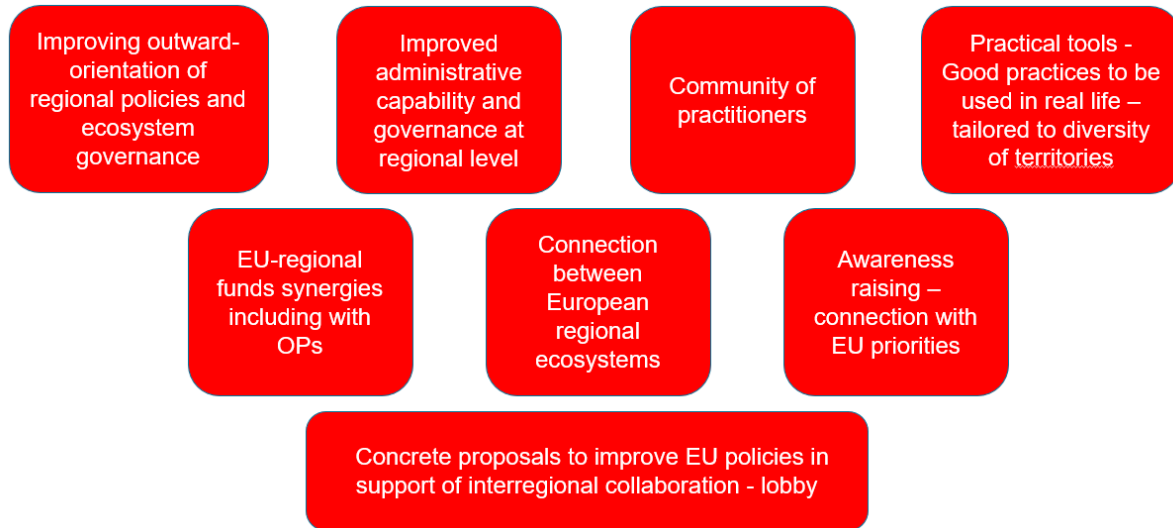 Improving outward-
orientation of
regional policies and
ecosystem
governance
Improved
administrative
capability and
governance at
regional level
Community of
practitioners
Practical tools -
Good practices to be
used in real life –
tailored to diversity
of territories
EU-regional
funds synergies
including with
OPs
Connection
between
European
regional
ecosystems
Awareness
raising –
connection with
EU priorities
Concrete proposals to improve EU policies in
support of interregional collaboration - lobby